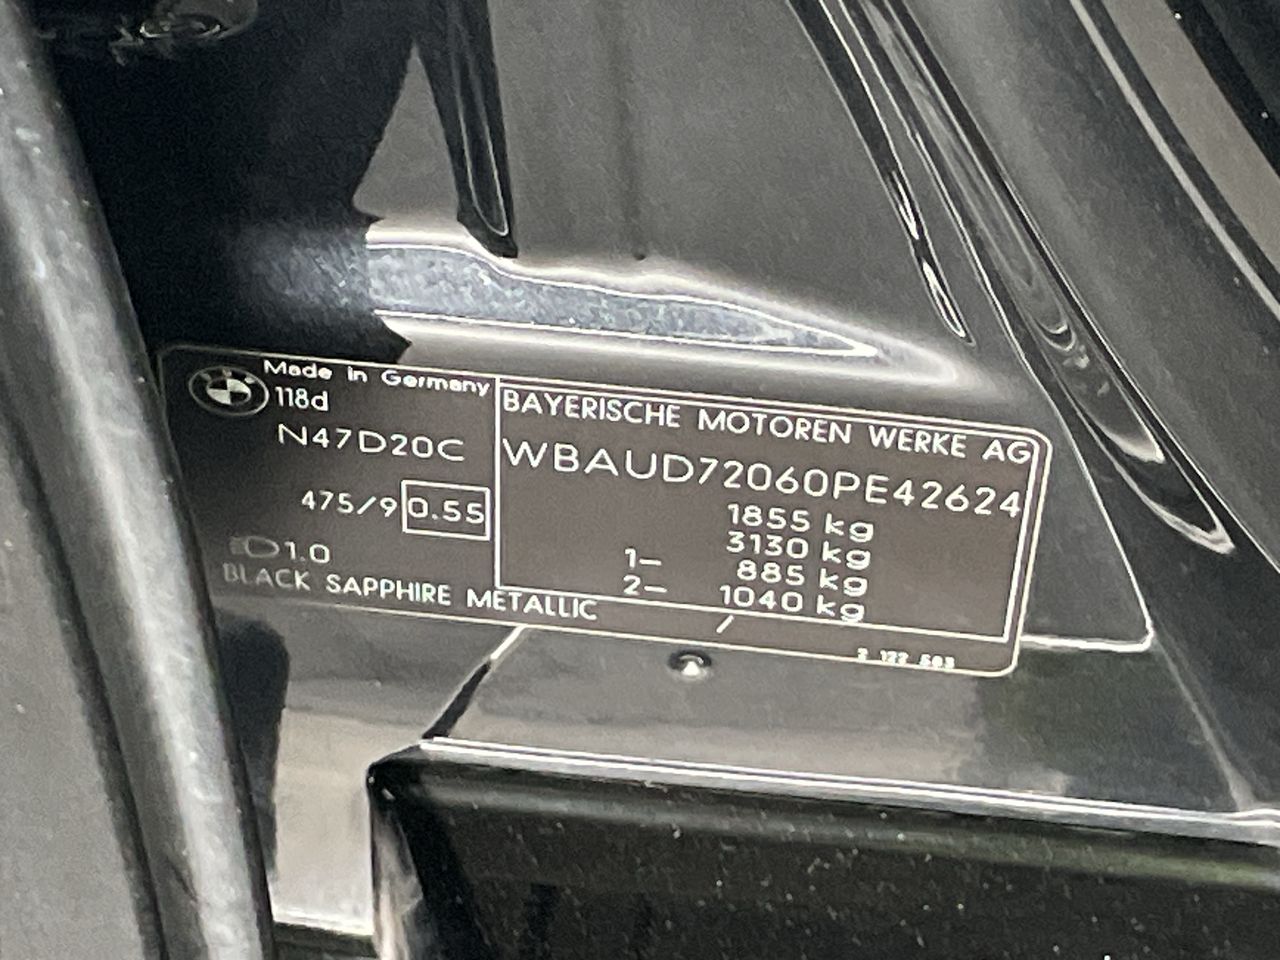 Made in Germany
118d
N47D20C
475/9 0.55
1.0
BLACK SAPPHIRE METALLIC
BAYERISCHE MOTOREN WERKE AG
WBAUD72060PE42624
1855 kg
3130 kg
1– 885 kg
2– 1040 kg
/